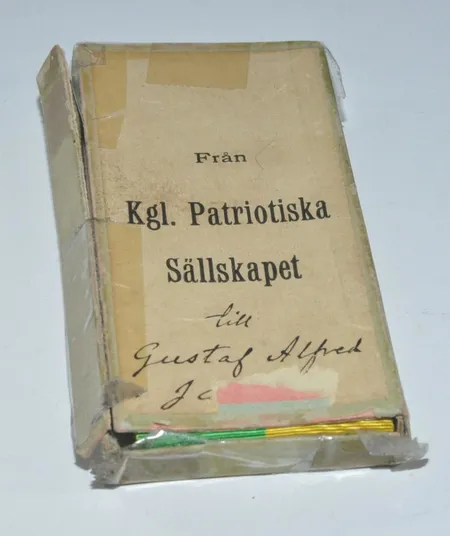 Från
Kgl. Patriotiska
Sällskapet
till
Gustaf Alfred